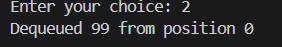 Enter your choice: 2
Dequeued 99 from position 0